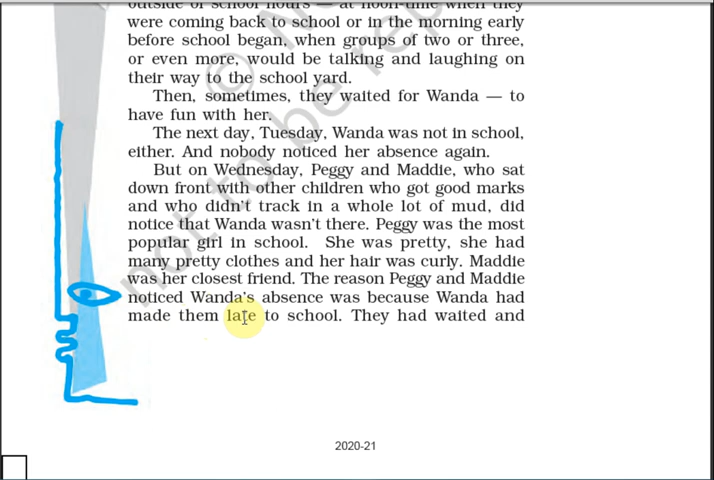 outside of school hours — at noon-time when they
were coming back to school or in the morning early
before school began, when groups of two or three,
or even more, would be talking and laughing on
their way to the school yard.
Then, sometimes, they waited for Wanda — to
have fun with her.
The next day, Tuesday, Wanda was not in school,
either. And nobody noticed her absence again.
But on Wednesday, Peggy and Maddie, who sat
down front with other children who got good marks
and who didn't track in a whole lot of mud, did
notice that Wanda wasn't there. Peggy was the most
popular girl in school. She was pretty, she had
many pretty clothes and her hair was curly. Maddie
was her closest friend. The reason Peggy and Maddie
noticed Wanda's absence was because Wanda had
made them late to school. They had waited and
2020-21
not to be rep